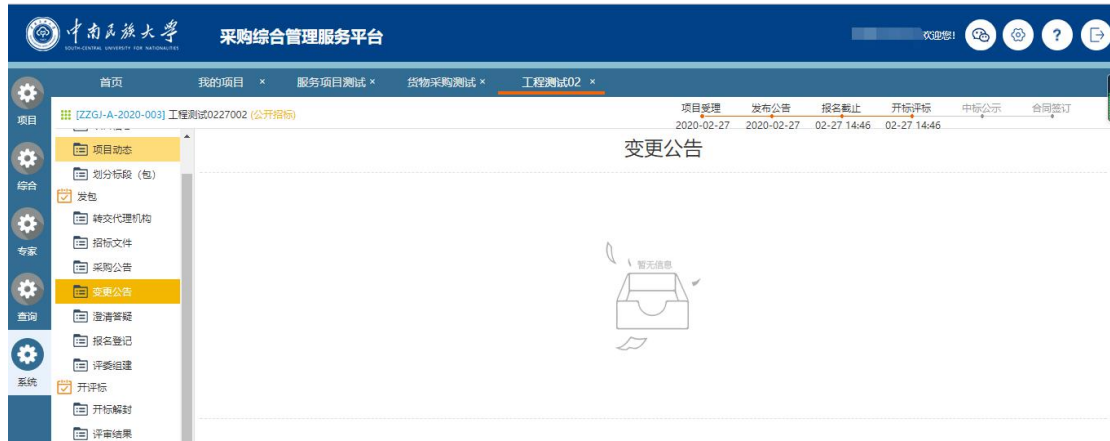 中南民族大学
SOUTH-CENTRAL UNIVERSITY FOR NATIONALITIES
采购综合管理服务平台
欢迎您!
?
首页
我的项目 ×
服务项目测试 ×
货物采购测试 ×
工程测试02 ×
项目
综合
专家
查询
系统
[ZZGJ-A-2020-003] 工程测试0227002 (公开招标)
项目受理 发布公告 报名截止 开标评标 中标公示 合同签订
2020-02-27 2020-02-27 02-27 14:46 02-27 14:46
项目动态
划分标段（包）
发包
转交代理机构
招标文件
采购公告
变更公告
澄清答疑
报名登记
评委组建
开评标
开标解封
评审结果
变更公告
暂无信息